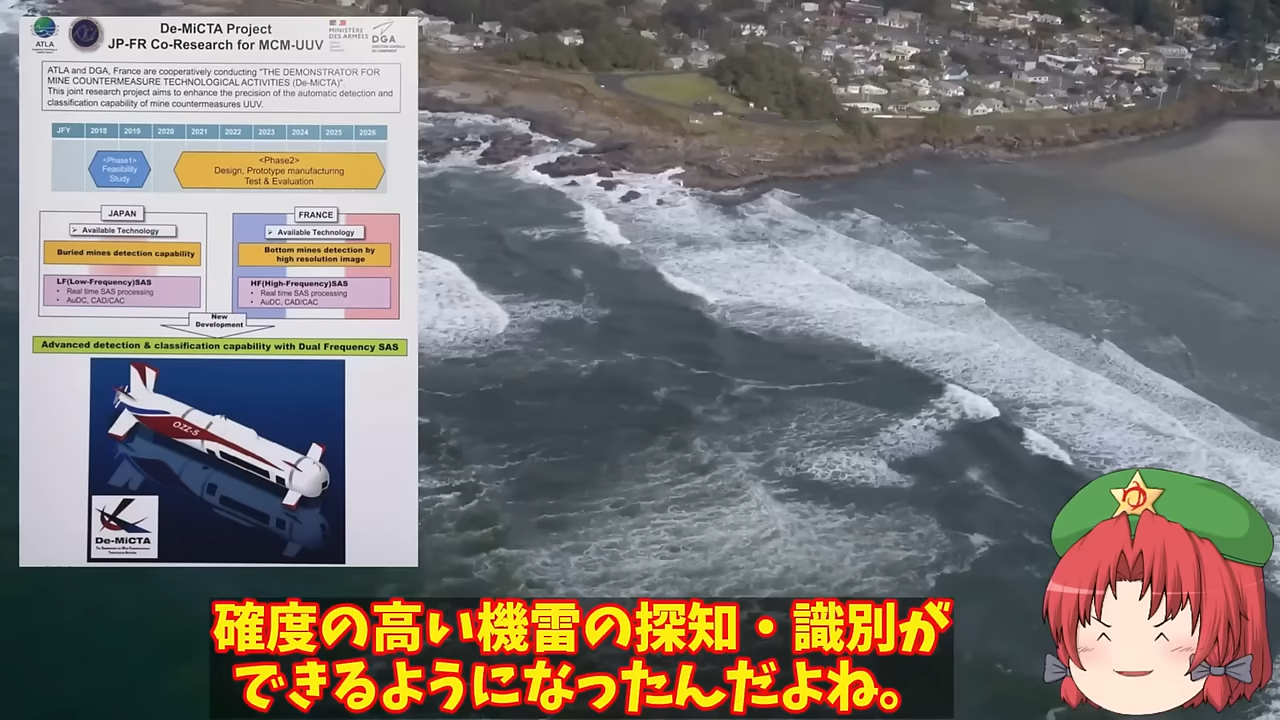 De-MiCTA Project
JP-FR Co-Research for MCM-UUV
ATLA
MINISTÈRE
DES ARMÉES
DGA
ATLA and DGA, France are cooperatively conducting "THE DEMONSTRATOR FOR
MINE COUNTERMEASURE TECHNOLOGICAL ACTIVITIES (De-MiCTA)".
This joint research project aims to enhance the precision of the automatic detection and
classification capability of mine countermeasures UUV.
JFY 2018 2019 2020 2021 2022 2023 2024 2025 2026
<Phase1>
Feasibility
Study
<Phase2>
Design, Prototype manufacturing
Test & Evaluation
JAPAN
Available Technology
Buried mines detection capability
LF(Low-Frequency)SAS
• Real time SAS processing
• AuDC, CAD/CAC
FRANCE
Available Technology
Bottom mines detection by
high resolution image
HF(High-Frequency)SAS
• Real time SAS processing
• AuDC, CAD/CAC
New
Development
Advanced detection & classification capability with Dual Frequency SAS
OZZ-5
De-MiCTA
ゆ
確度の高い機雷の探知・識別が
できるようになったんだよね。